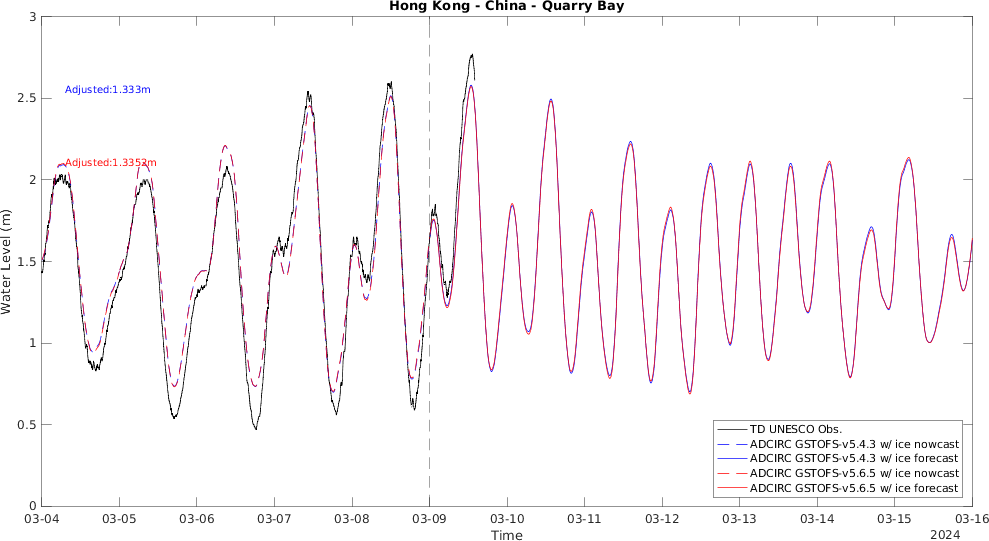 Hong Kong - China - Quarry Bay
3
2.5
2
1.5
1
0.5
0
Water Level (m)
Adjusted:1.333m
Adjusted:1.3352m
TD UNESCO Obs.
ADCIRC GSTOFS-v5.4.3 w/ ice nowcast
ADCIRC GSTOFS-v5.4.3 w/ ice forecast
ADCIRC GSTOFS-v5.6.5 w/ ice nowcast
ADCIRC GSTOFS-v5.6.5 w/ ice forecast
03-04 03-05 03-06 03-07 03-08 03-09 03-10 03-11 03-12 03-13 03-14 03-15 03-16
Time
2024